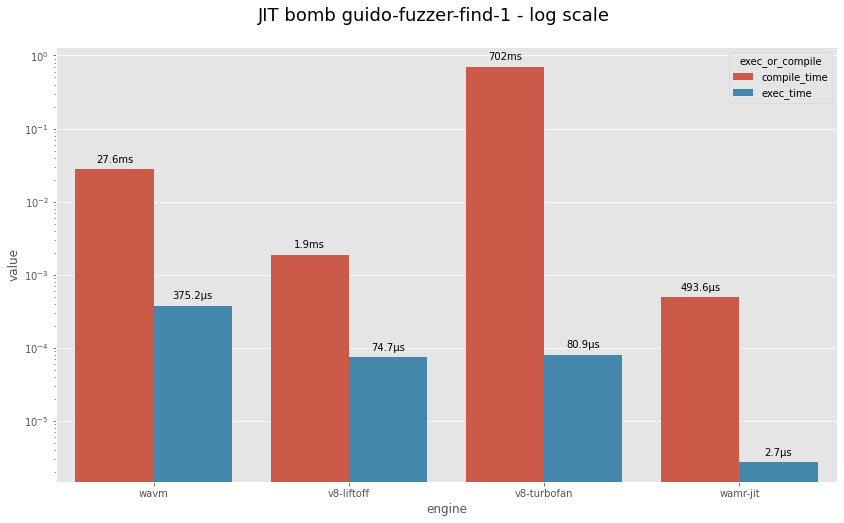 JIT bomb guido-fuzzer-find-1 - log scale
exec_or_compile
compile_time
exec_time
value
10⁰
10⁻¹
10⁻²
10⁻³
10⁻⁴
10⁻⁵
27.6ms
375.2µs
1.9ms
74.7µs
702ms
80.9µs
493.6µs
2.7µs
wavm
v8-liftoff
v8-turbofan
wamr-jit
engine